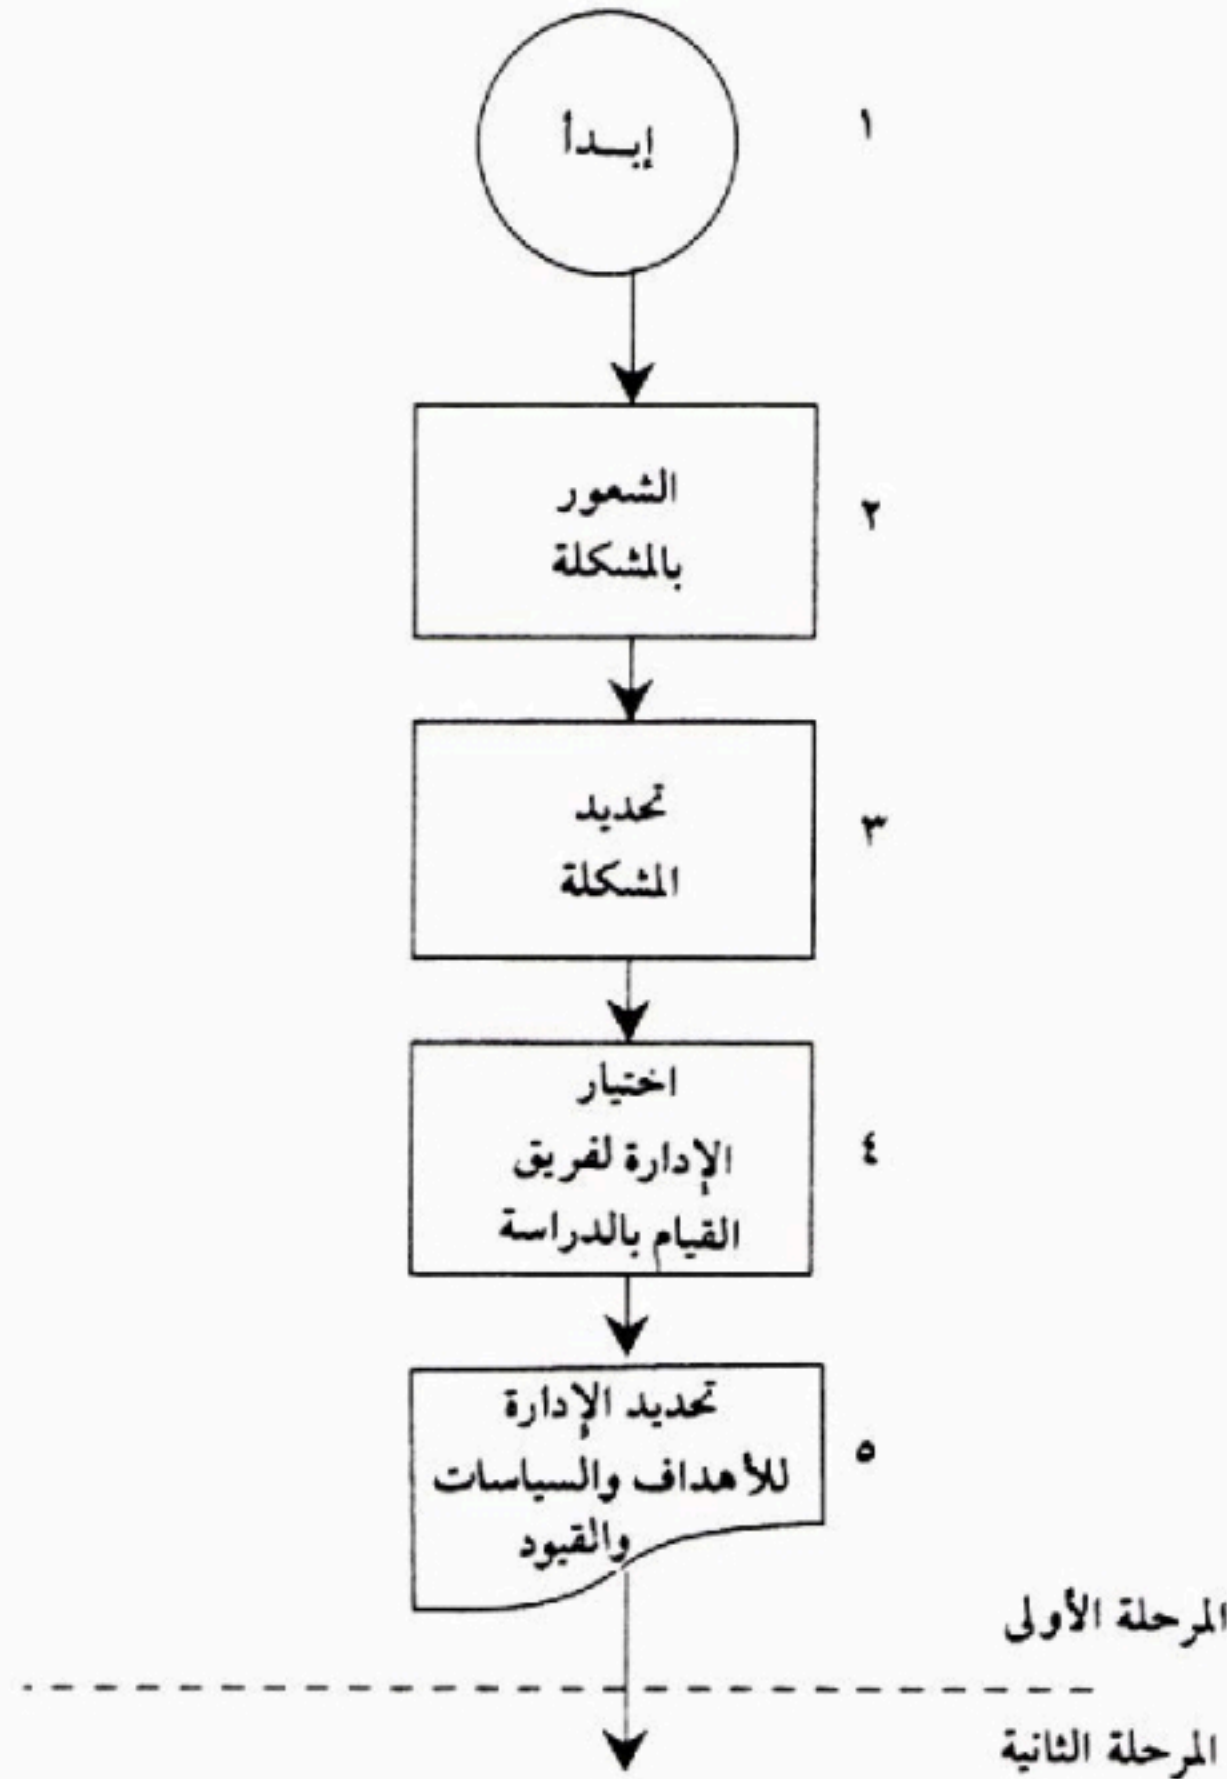 إبدأ
١
الشعور
بالمشكلة
٢
تحديد
المشكلة
٣
اختيار
الإدارة لفريق
القيام بالدراسة
٤
تحديد الإدارة
للأهداف والسياسات
والقيود
٥
المرحلة الأولى
المرحلة الثانية